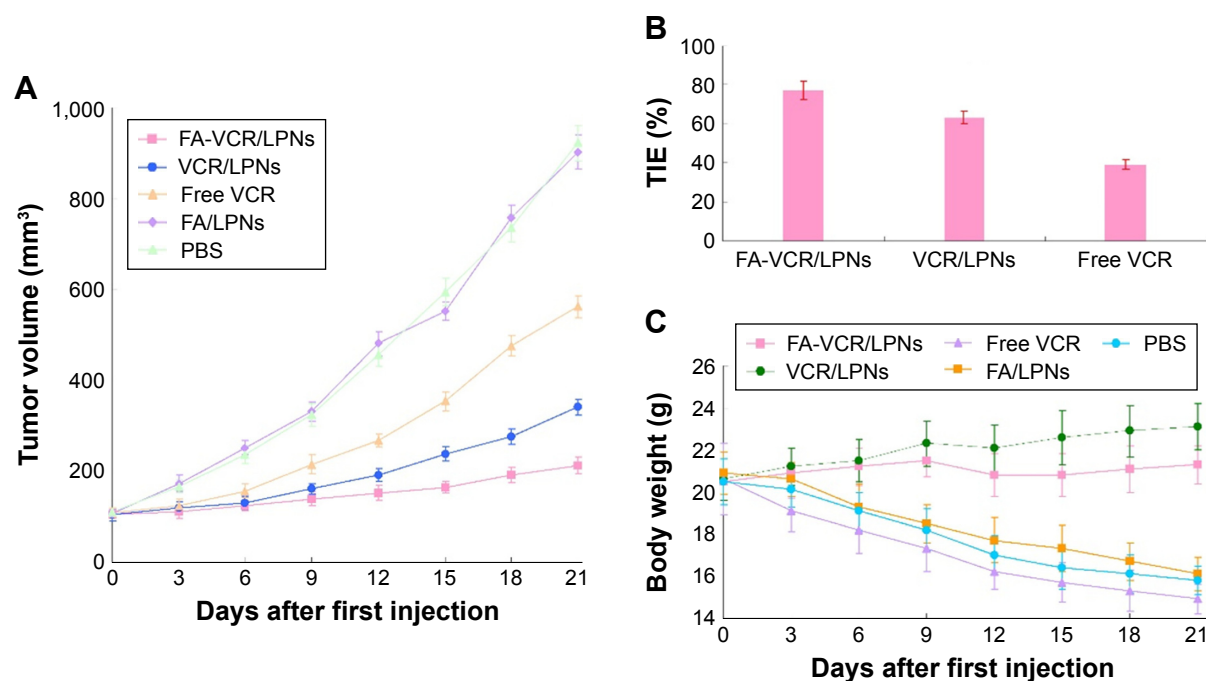 A
1,000
800
600
400
200
0
Tumor volume (mm³)
FA-VCR/LPNs
VCR/LPNs
Free VCR
FA/LPNs
PBS
0 3 6 9 12 15 18 21
Days after first injection
B
100
80
60
40
20
0
TIE (%)
FA-VCR/LPNs VCR/LPNs Free VCR
C
FA-VCR/LPNs Free VCR PBS
VCR/LPNs FA/LPNs
26
24
22
20
18
16
14
Body weight (g)
0 3 6 9 12 15 18 21
Days after first injection